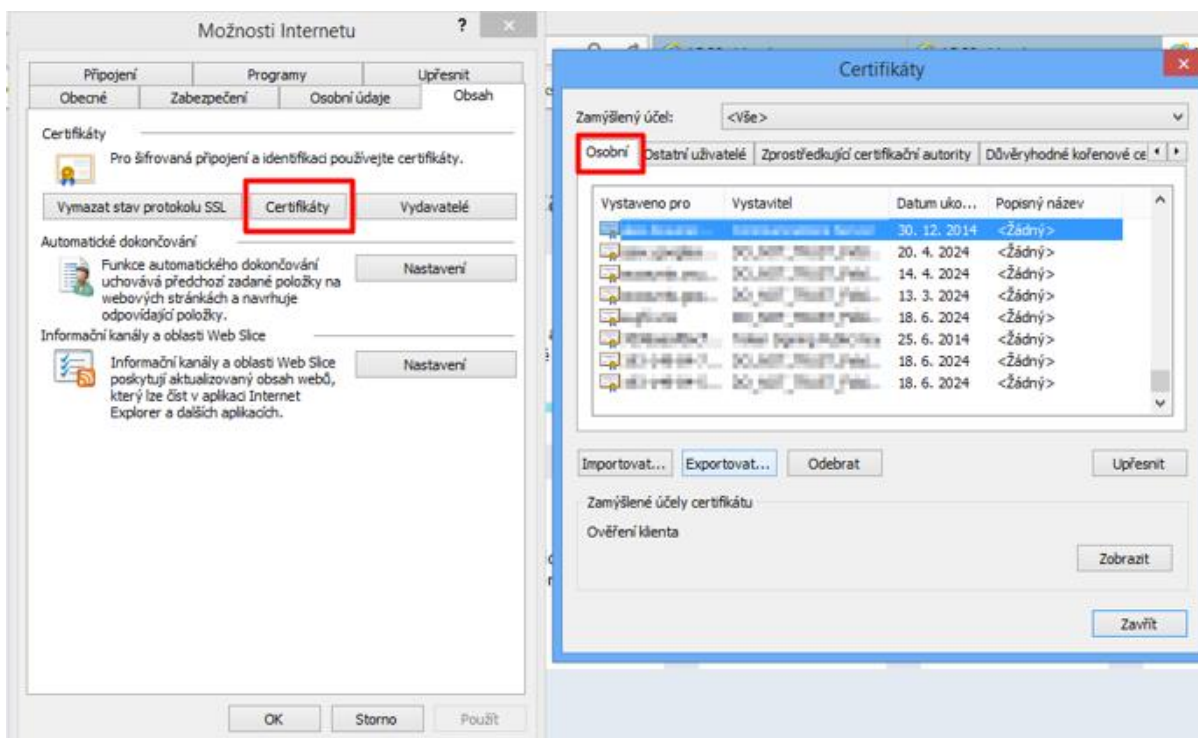 Možnosti Internetu
?
Připojení Programy Upřesnit
Obecné Zabezpečení Osobní údaje Obsah
Certifikáty
Pro šifrovaná připojení a identifikaci používejte certifikáty.
Vymazat stav protokolu SSL Certifikáty Vydavatelé
Automatické dokončování
Funkce automatického dokončování
uchovává předchozí zadané položky na
webových stránkách a navrhuje
odpovídající položky.
Nastavení
Informační kanály a oblasti Web Slice
Informační kanály a oblasti Web Slice
poskytují aktualizovaný obsah webů,
který lze číst v aplikaci Internet
Explorer a dalších aplikacích.
Nastavení
OK Storno Použít
Certifikáty
Zamýšlený účel: <Vše>
Osobní Ostatní uživatelé Zprostředkující certifikační autority Důvěryhodné kořenové ce
Vystaveno pro Vystavitel Datum uko... Popisný název
30. 12. 2014 <Žádný>
20. 4. 2024 <Žádný>
14. 4. 2024 <Žádný>
13. 3. 2024 <Žádný>
18. 6. 2024 <Žádný>
25. 6. 2014 <Žádný>
18. 6. 2024 <Žádný>
18. 6. 2024 <Žádný>
Importovat... Exportovat... Odebrat Upřesnit
Zamýšlené účely certifikátu
Ověření klienta
Zobrazit
Zavřít